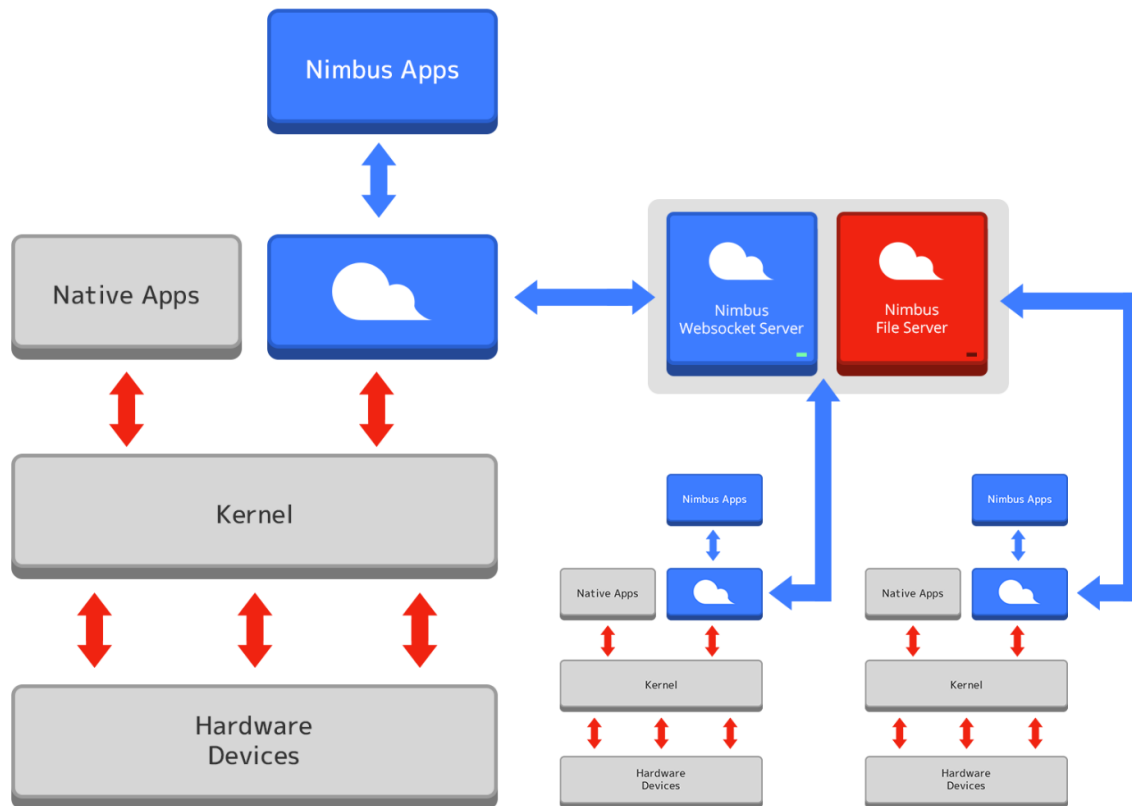 Nimbus Apps
Native Apps
Nimbus
Websocket Server
Nimbus
File Server
Kernel
Hardware
Devices
Nimbus Apps
Native Apps
Kernel
Hardware
Devices
Nimbus Apps
Native Apps
Kernel
Hardware
Devices